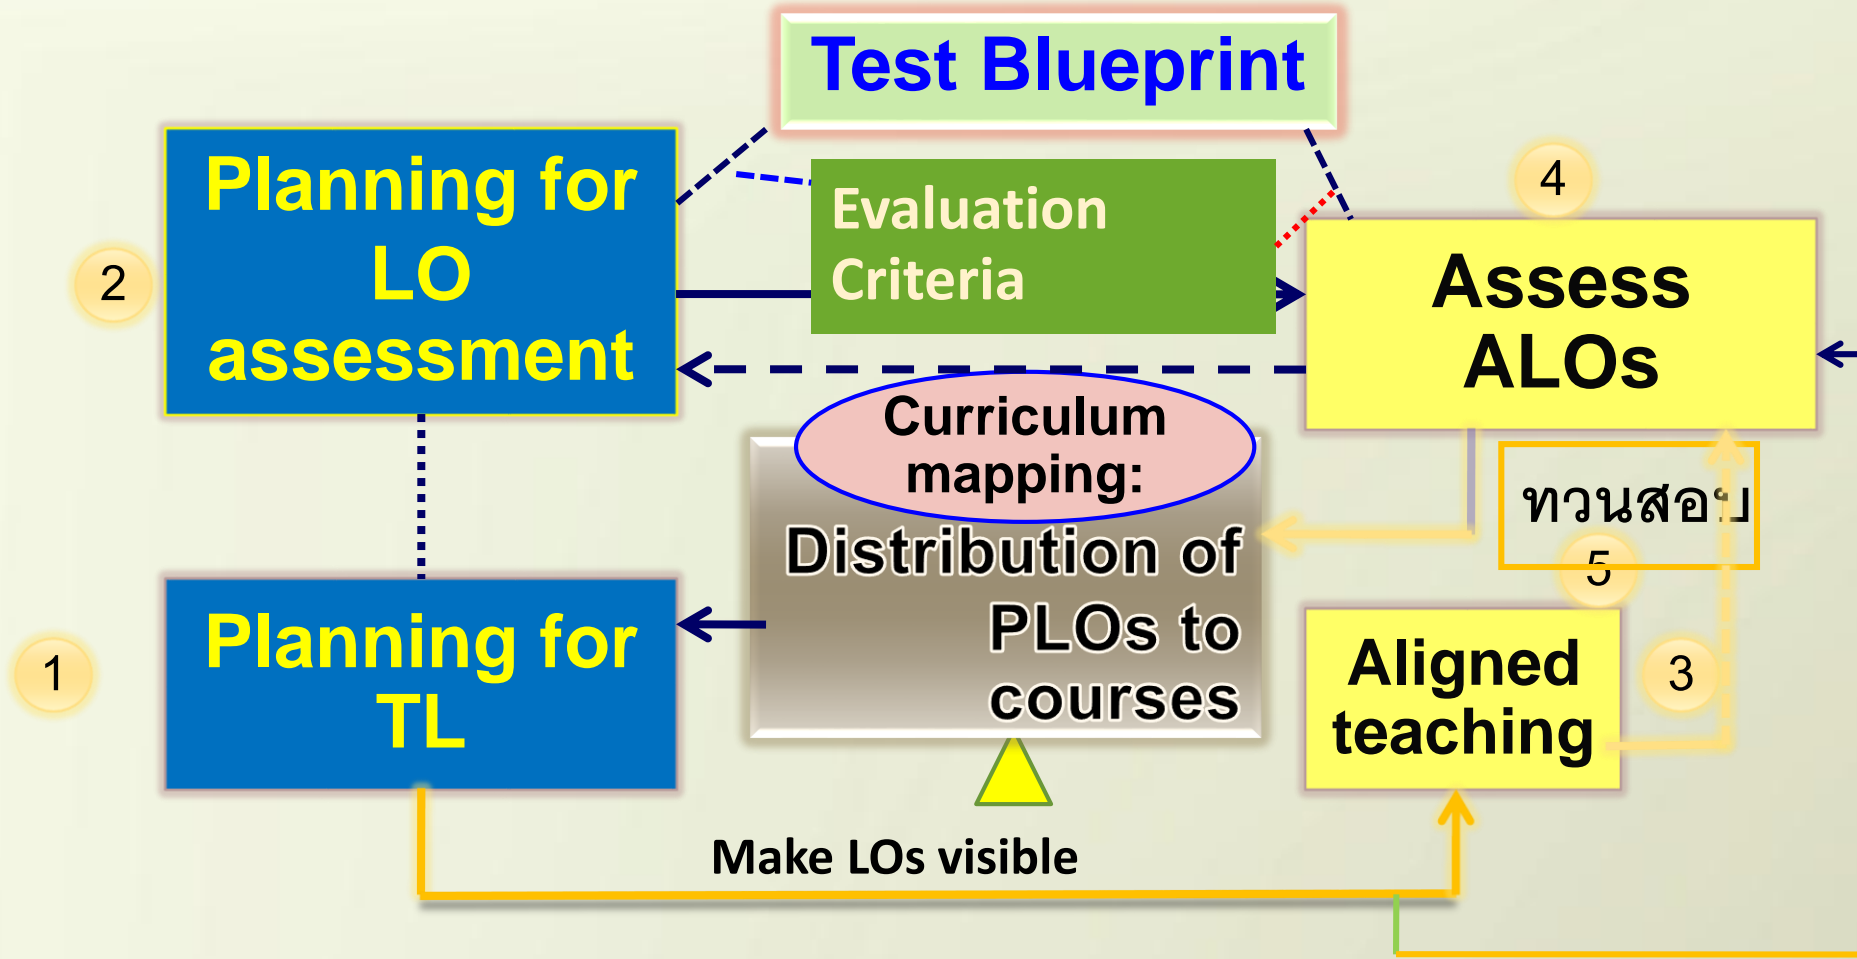 Test Blueprint
Planning for
LO
assessment
Evaluation
Criteria
4
2
Assess
ALOs
Curriculum
mapping:
ทวนสอบ
5
Distribution of
PLOs to
courses
Planning for
TL
1
Aligned
teaching
3
Make LOs visible